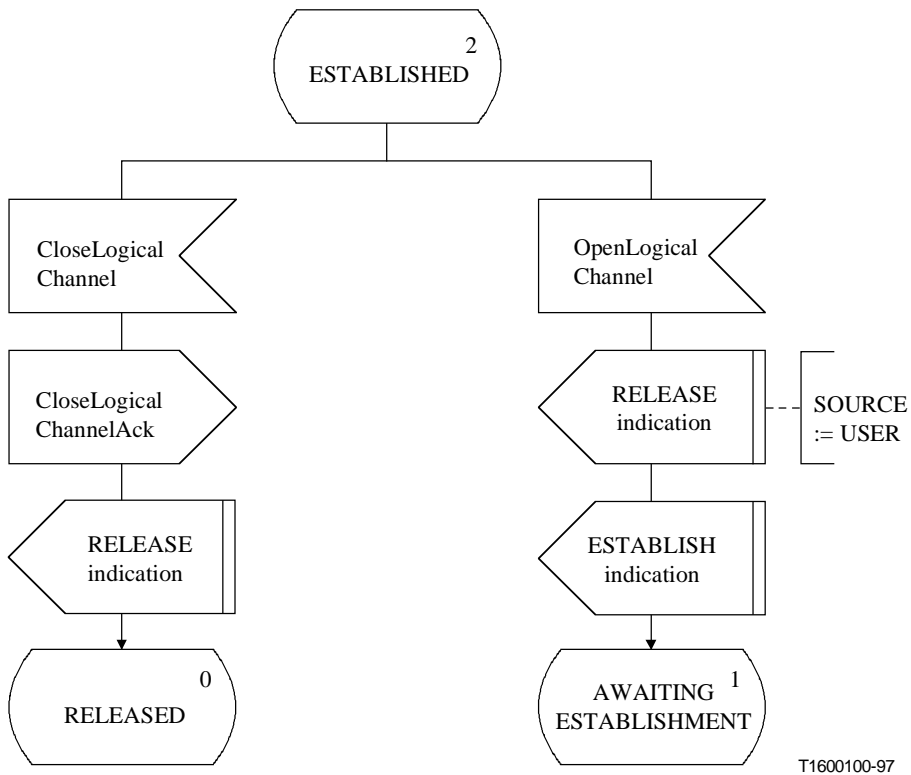 2
ESTABLISHED
CloseLogical
Channel
OpenLogical
Channel
CloseLogical
ChannelAck
RELEASE
indication
SOURCE
:= USER
RELEASE
indication
ESTABLISH
indication
0
RELEASED
1
AWAITING
ESTABLISHMENT
T1600100-97